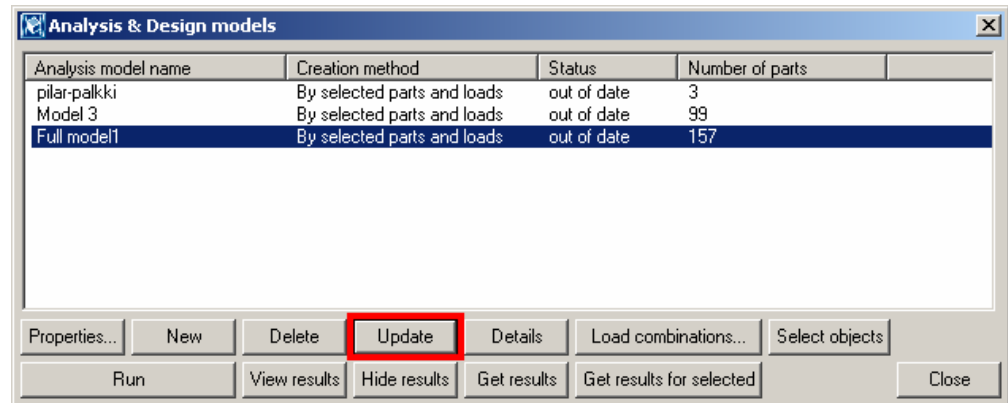 Analysis & Design models
Analysis model name Creation method Status Number of parts
pilar-palkki By selected parts and loads out of date 3
Model 3 By selected parts and loads out of date 99
Full model1 By selected parts and loads out of date 157
Properties... New Delete Update Details Load combinations... Select objects
Run View results Hide results Get results Get results for selected Close